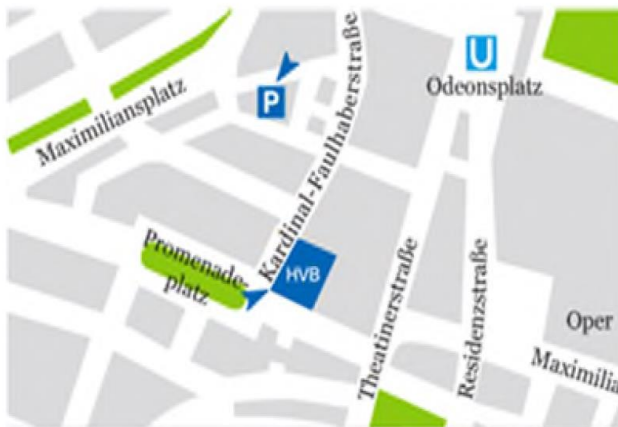 U
Odeonsplatz
P
Maximiliansplatz
Kardinal-Faulhaberstraße
Promenade-
platz
HVB
Theatinerstraße
Residenzstraße
Oper
Maximilia